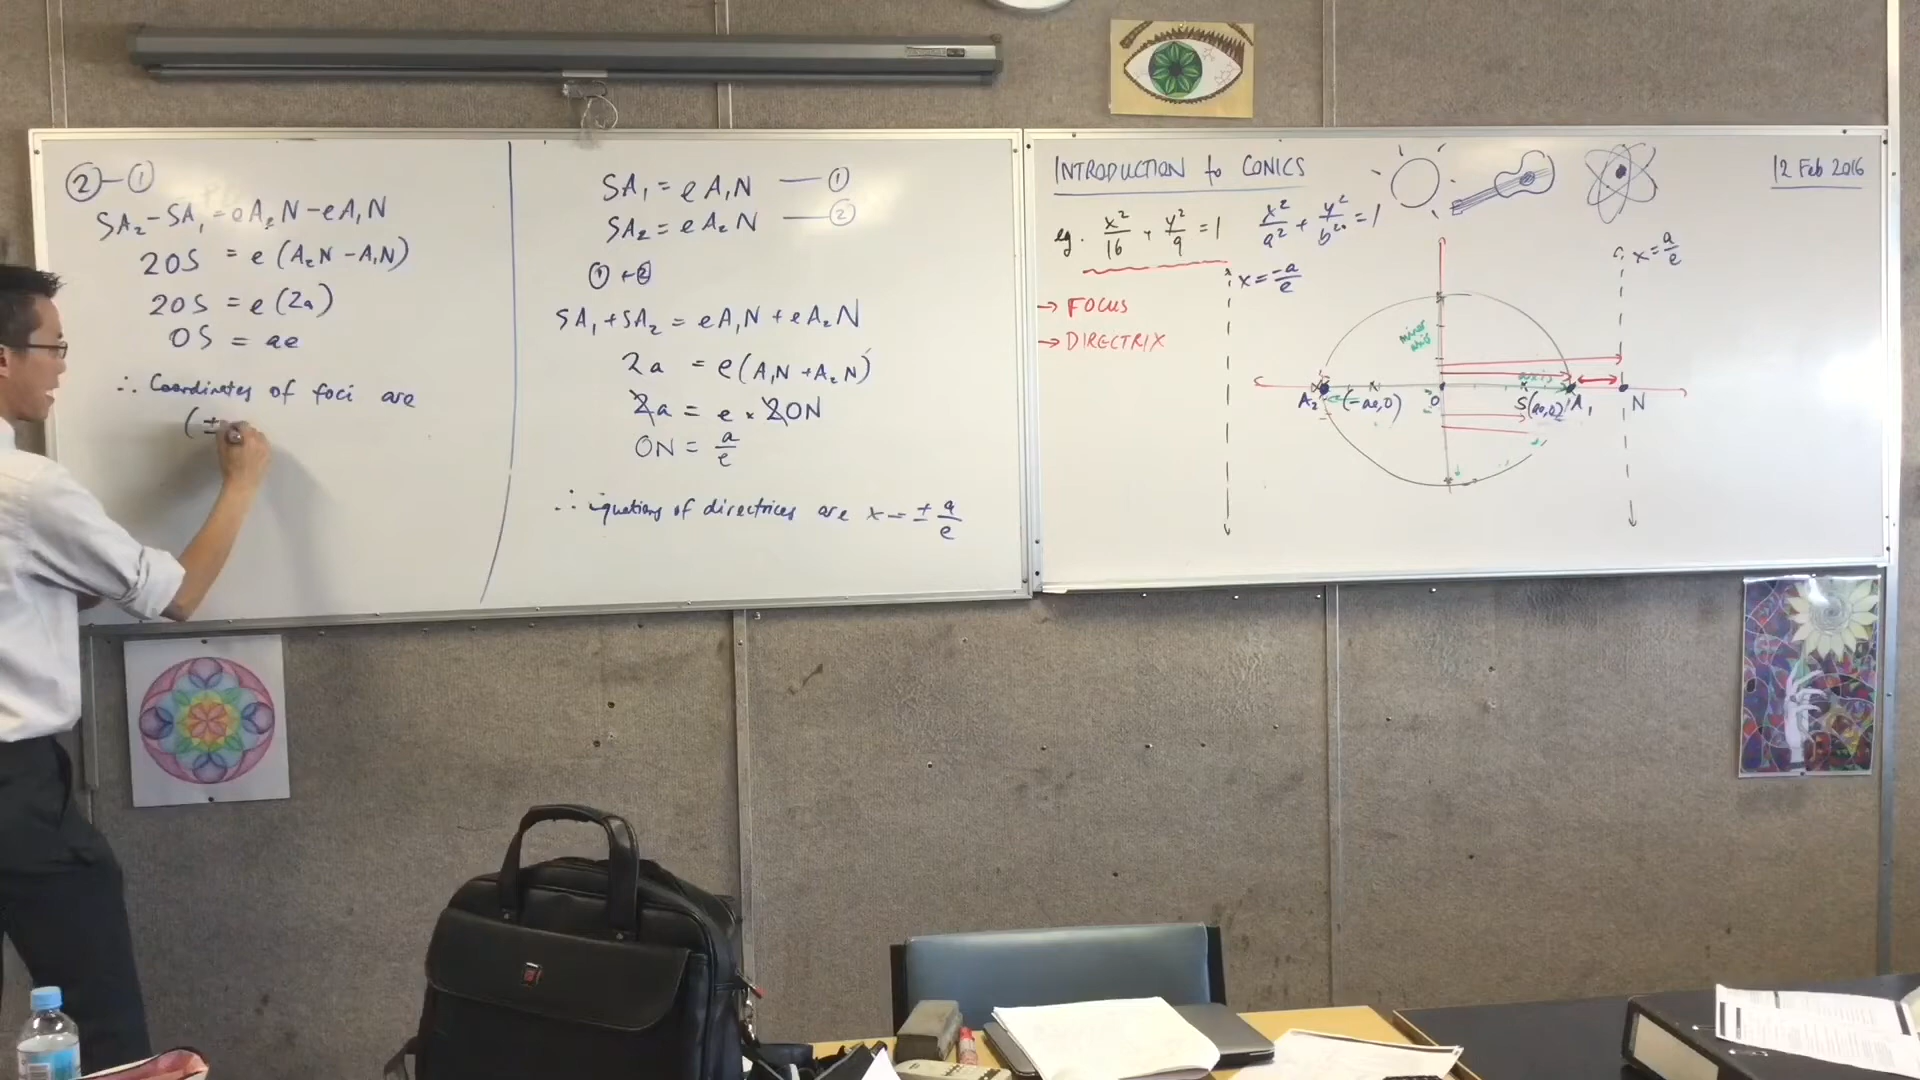 ② – ①
SA₂ – SA₁ = eA₂N – eA₁N
2OS = e(A₂N – A₁N)
2OS = e(2a)
OS = ae
∴ Coordinates of foci are
(±
SA₁ = eA₁N — ①
SA₂ = eA₂N — ②
① + ②
SA₁ + SA₂ = eA₁N + eA₂N
2a = e(A₁N + A₂N)
2a = e × 2ON
ON = a/e
∴ equations of directrices are x = ± a/e
INTRODUCTION to CONICS
12 Feb 2016
eg. x²/16 + y²/9 = 1
x²/a² + y²/b² = 1
→ FOCUS
→ DIRECTRIX
x = -a/e
x = a/e
minor axis
axis
A₂ (-ae,0) O S(ae,0) A₁ N